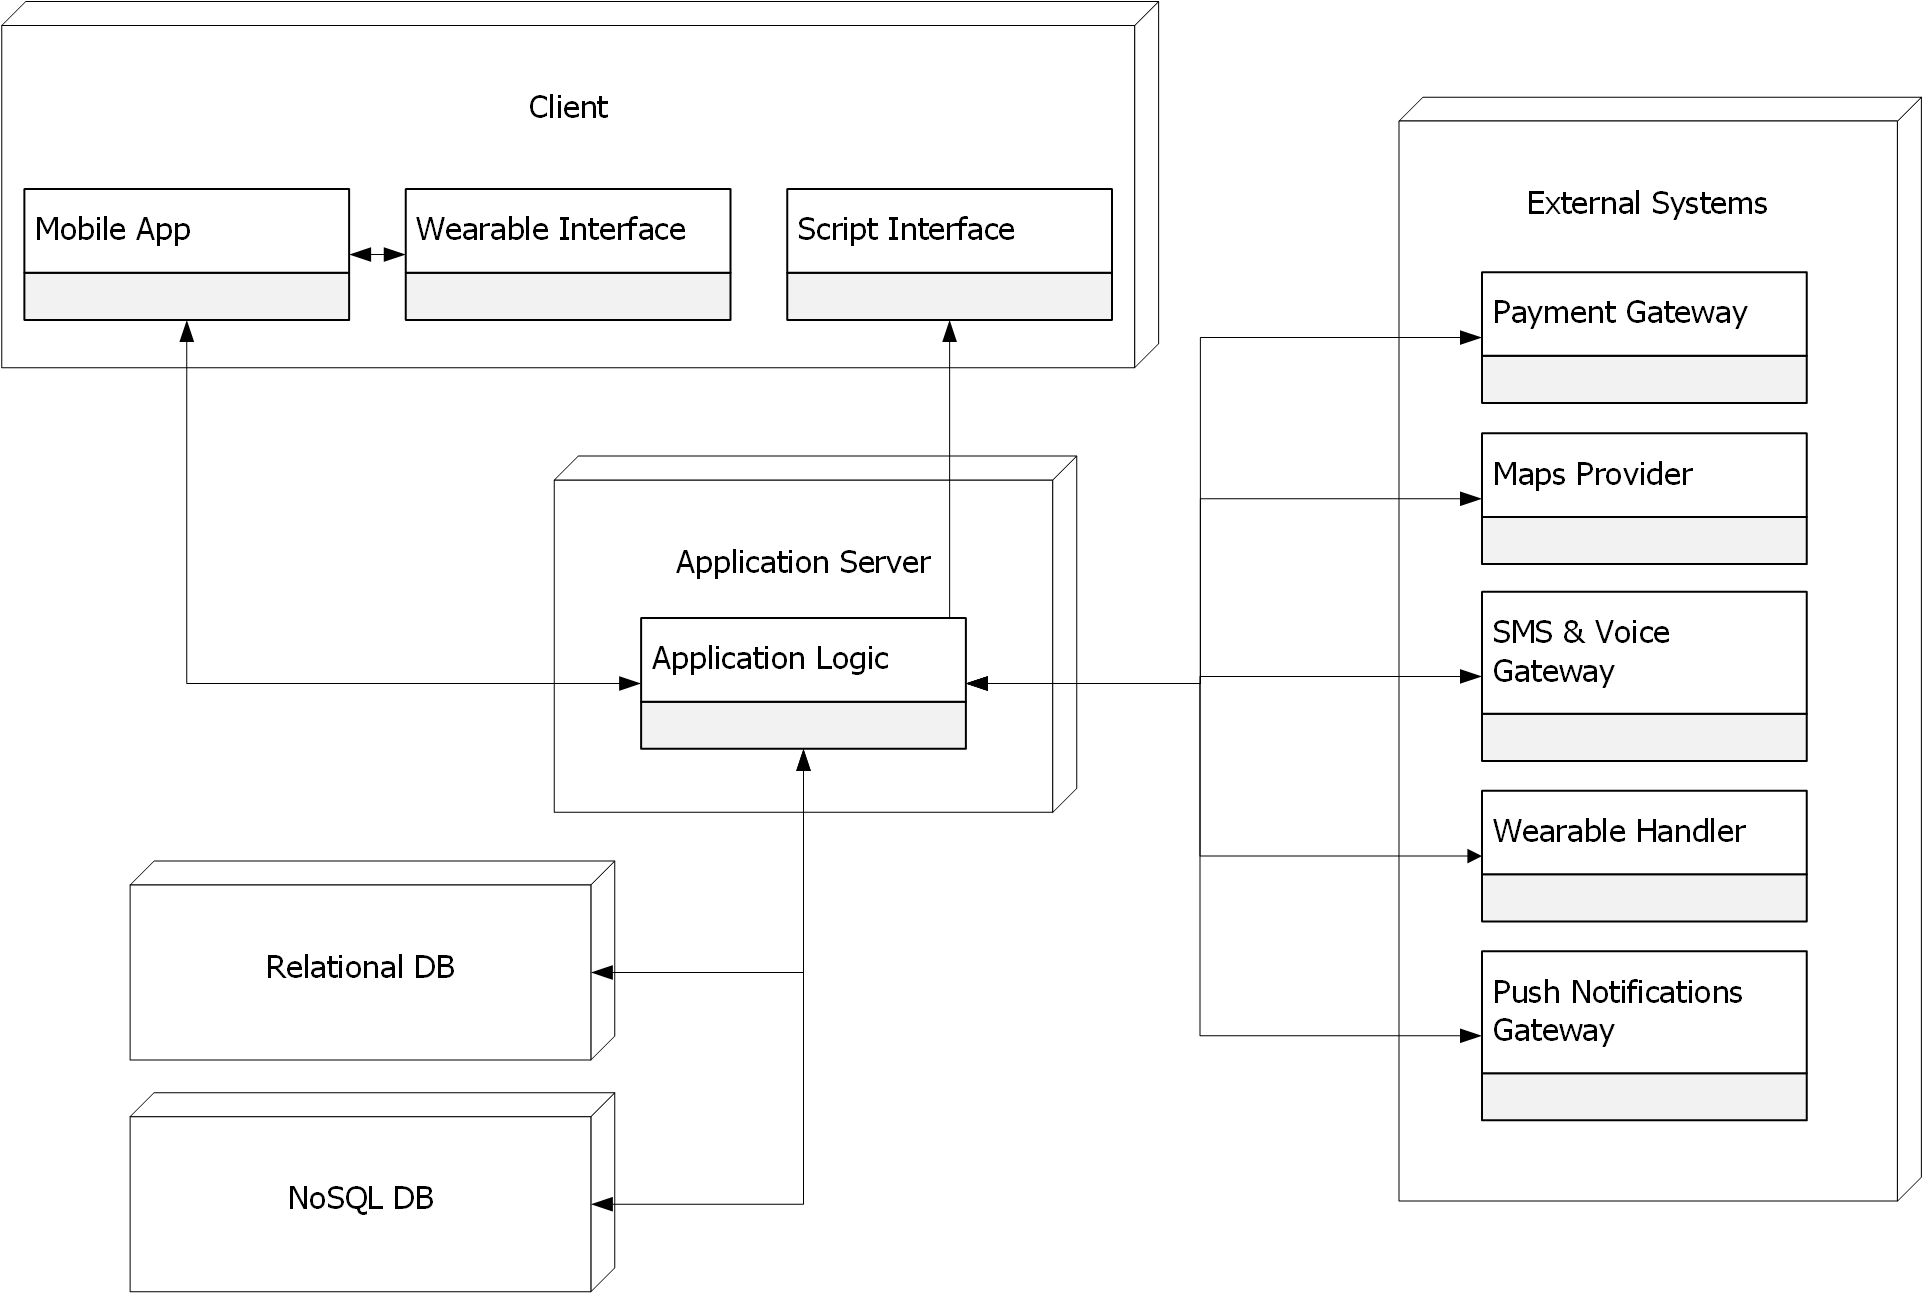 Client
Mobile App
Wearable Interface
Script Interface
External Systems
Payment Gateway
Maps Provider
SMS & Voice
Gateway
Wearable Handler
Push Notifications
Gateway
Application Server
Application Logic
Relational DB
NoSQL DB